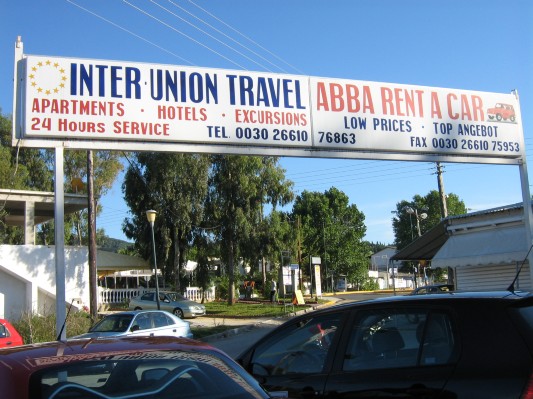 INTER·UNION TRAVEL
APARTMENTS · HOTELS · EXCURSIONS
24 HOURS SERVICE TEL. 0030 26610 76863
ABBA RENT A CAR
LOW PRICES · TOP ANGEBOT
FAX 0030 26610 75953